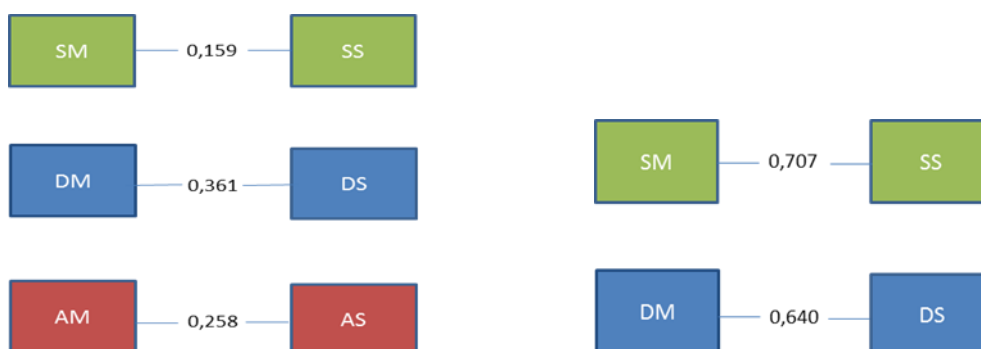 SM 0,159 SS
DM 0,361 DS
AM 0,258 AS
SM 0,707 SS
DM 0,640 DS